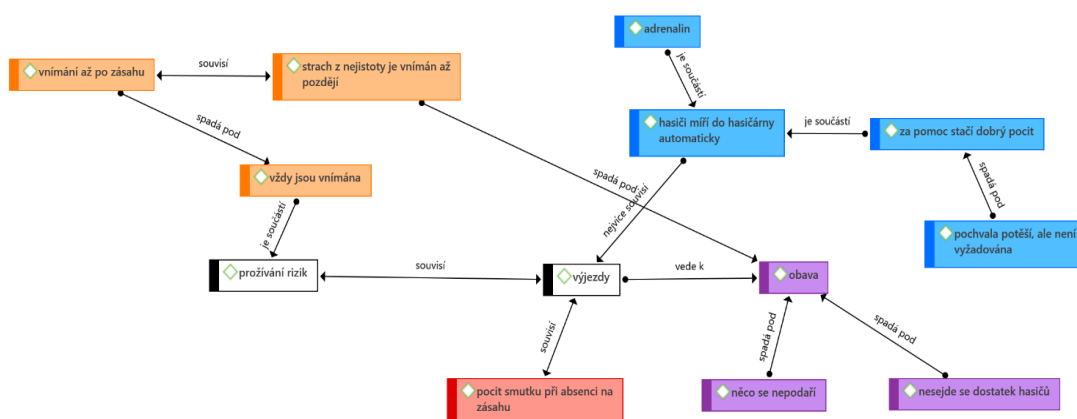 adrenalin
je součástí
souvisí
vnímání až po zásahu
strach z nejistoty je vnímán až
později
hasiči míří do hasičárny
automaticky
je součástí
za pomoc stačí dobrý pocit
spadá pod
spadá pod
vždy jsou vnímána
spadá pod
nejvíce souvisí
pochvala potěší, ale není
vyžadována
je součástí
prožívání rizik
souvisí
výjezdy
vede k
obava
souvisí
spadá pod
spadá pod
pocit smutku při absenci na
zásahu
něco se nepodaří
nesejde se dostatek hasičů